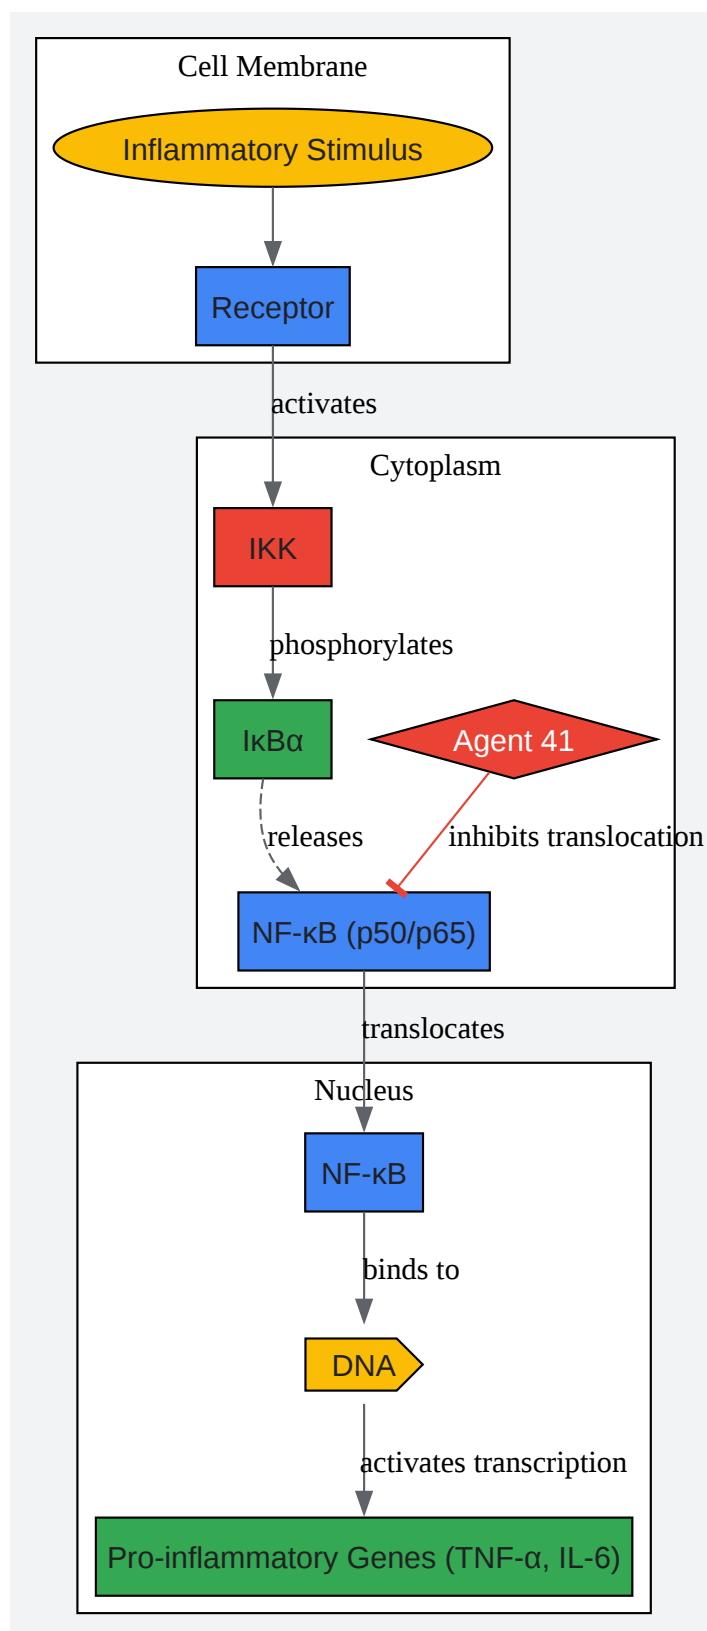 Cell Membrane
Inflammatory Stimulus
Receptor
activates
Cytoplasm
IKK
phosphorylates
IκBα
Agent 41
releases
inhibits translocation
NF-κB (p50/p65)
translocates
Nucleus
NF-κB
binds to
DNA
activates transcription
Pro-inflammatory Genes (TNF-α, IL-6)